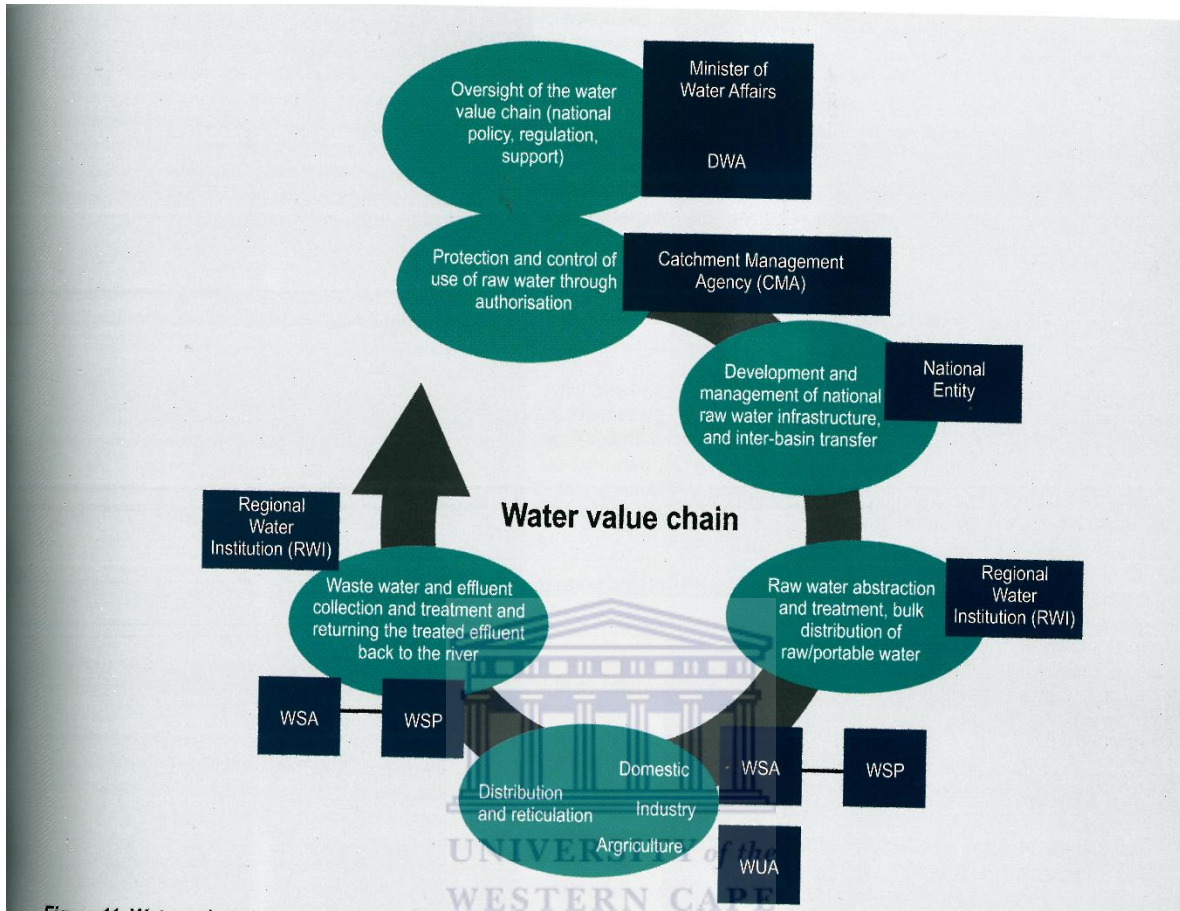 Oversight of the water
value chain (national
policy, regulation,
support)
Minister of
Water Affairs
DWA
Protection and control of
use of raw water through
authorisation
Catchment Management
Agency (CMA)
Development and
management of national
raw water infrastructure,
and inter-basin transfer
National
Entity
Water value chain
Regional
Water
Institution (RWI)
Waste water and effluent
collection and treatment and
returning the treated effluent
back to the river
Raw water abstraction
and treatment, bulk
distribution of
raw/portable water
Regional
Water
Institution (RWI)
WSA
WSP
Distribution
and reticulation
Domestic
Industry
Argriculture
WSA
WSP
WUA
UNIVERSITY of the
WESTERN CAPE